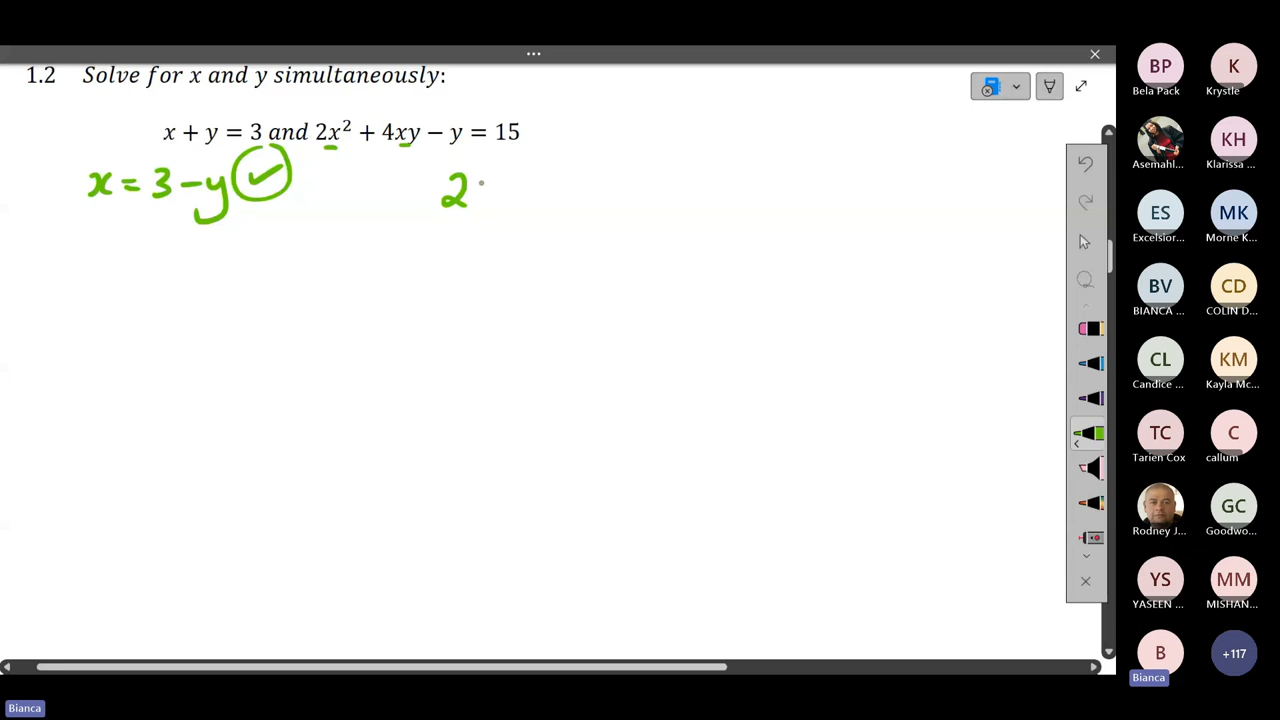 ...
1.2 Solve for x and y simultaneously:
x + y = 3 and 2x² + 4xy − y = 15
x = 3 − y ✓
2
BP
Bela Pack
K
Krystle
Asemahl...
KH
Klarissa ...
ES
Excelsior...
MK
Morne K...
BV
BIANCA ...
CD
COLIN D...
CL
Candice ...
KM
Kayla Mc...
TC
Tarien Cox
C
callum
Rodney J...
GC
Goodwo...
YS
YASEEN ...
MM
MISHAN...
B
Bianca
+117
Bianca